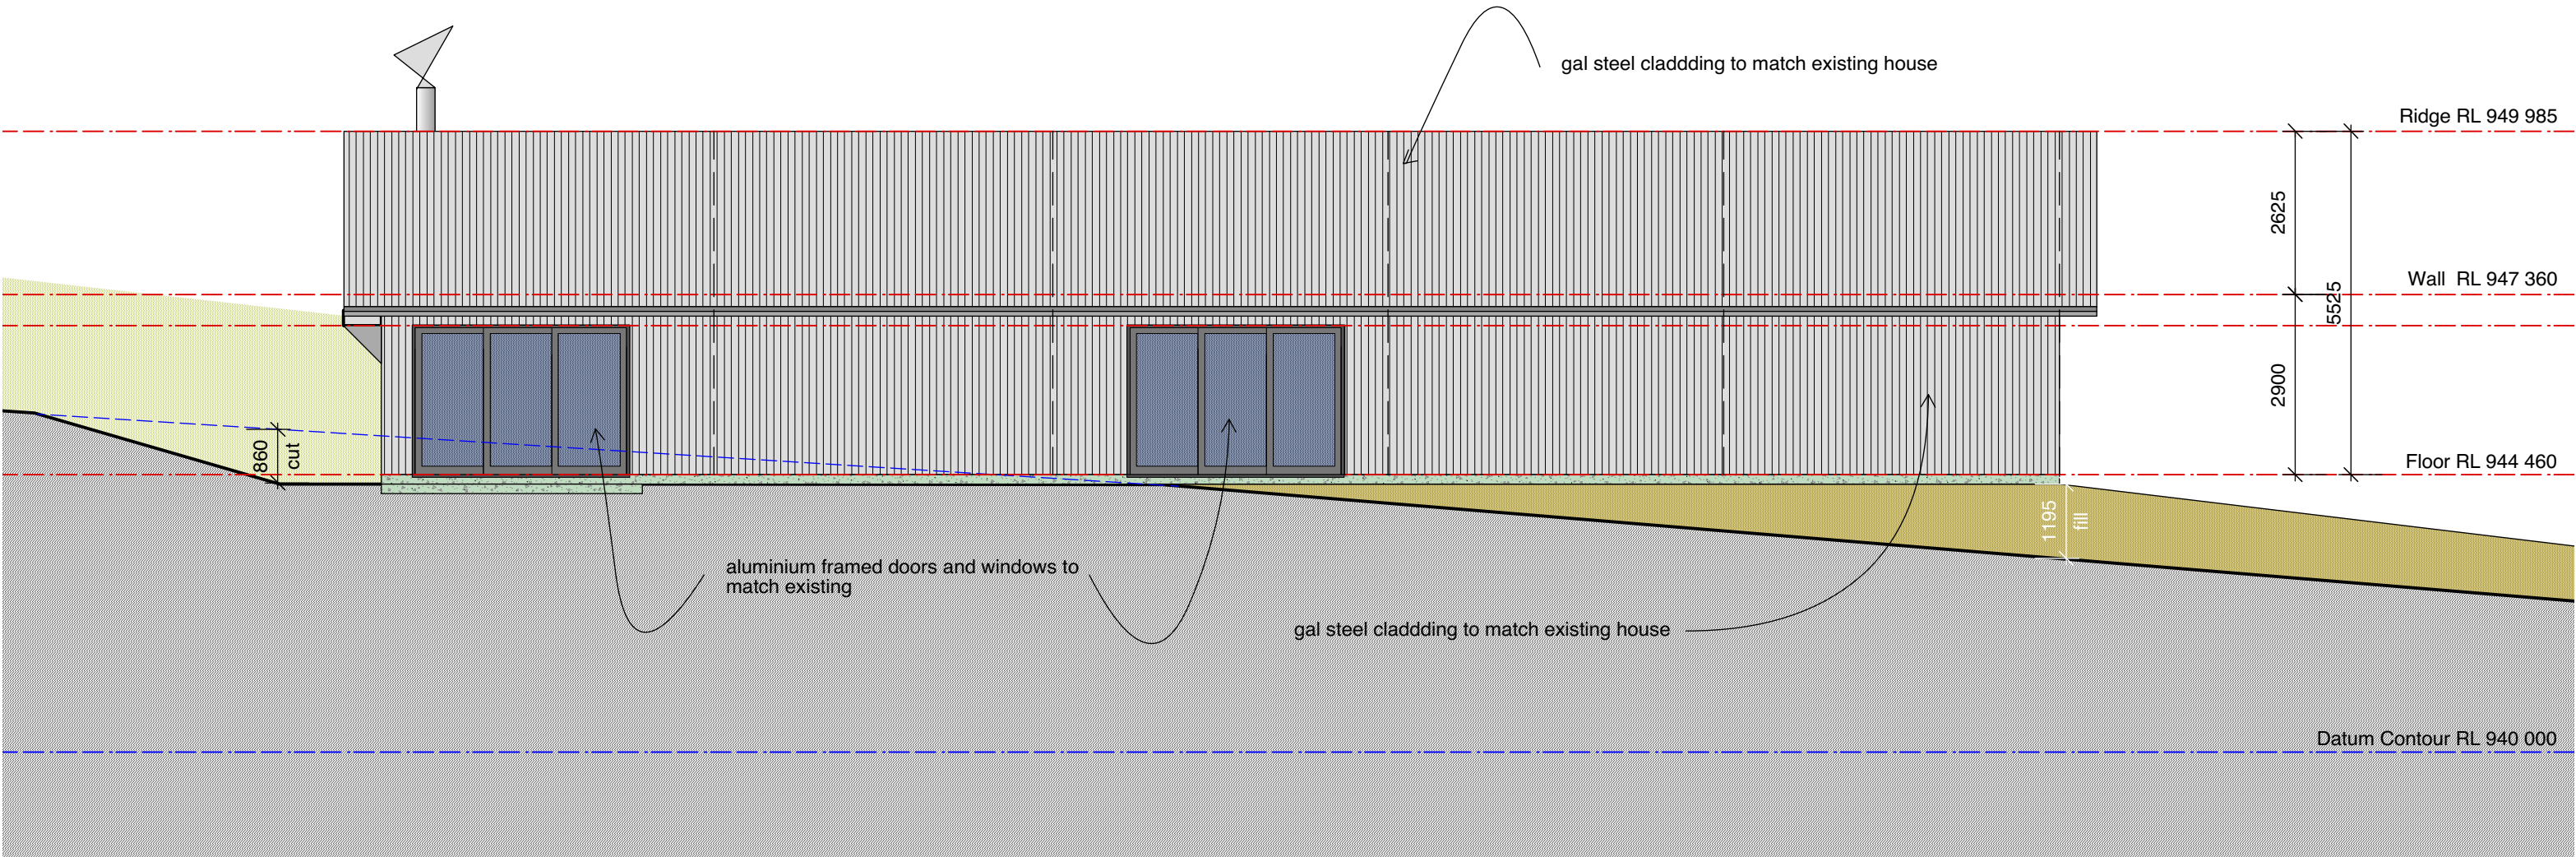 gal steel claddding to match existing house
Ridge RL 949 985
2625
Wall  RL 947 360
5525
2900
860
cut
Floor RL 944 460
1195
fill
aluminium framed doors and windows to
match existing
gal steel claddding to match existing house
Datum Contour RL 940 000